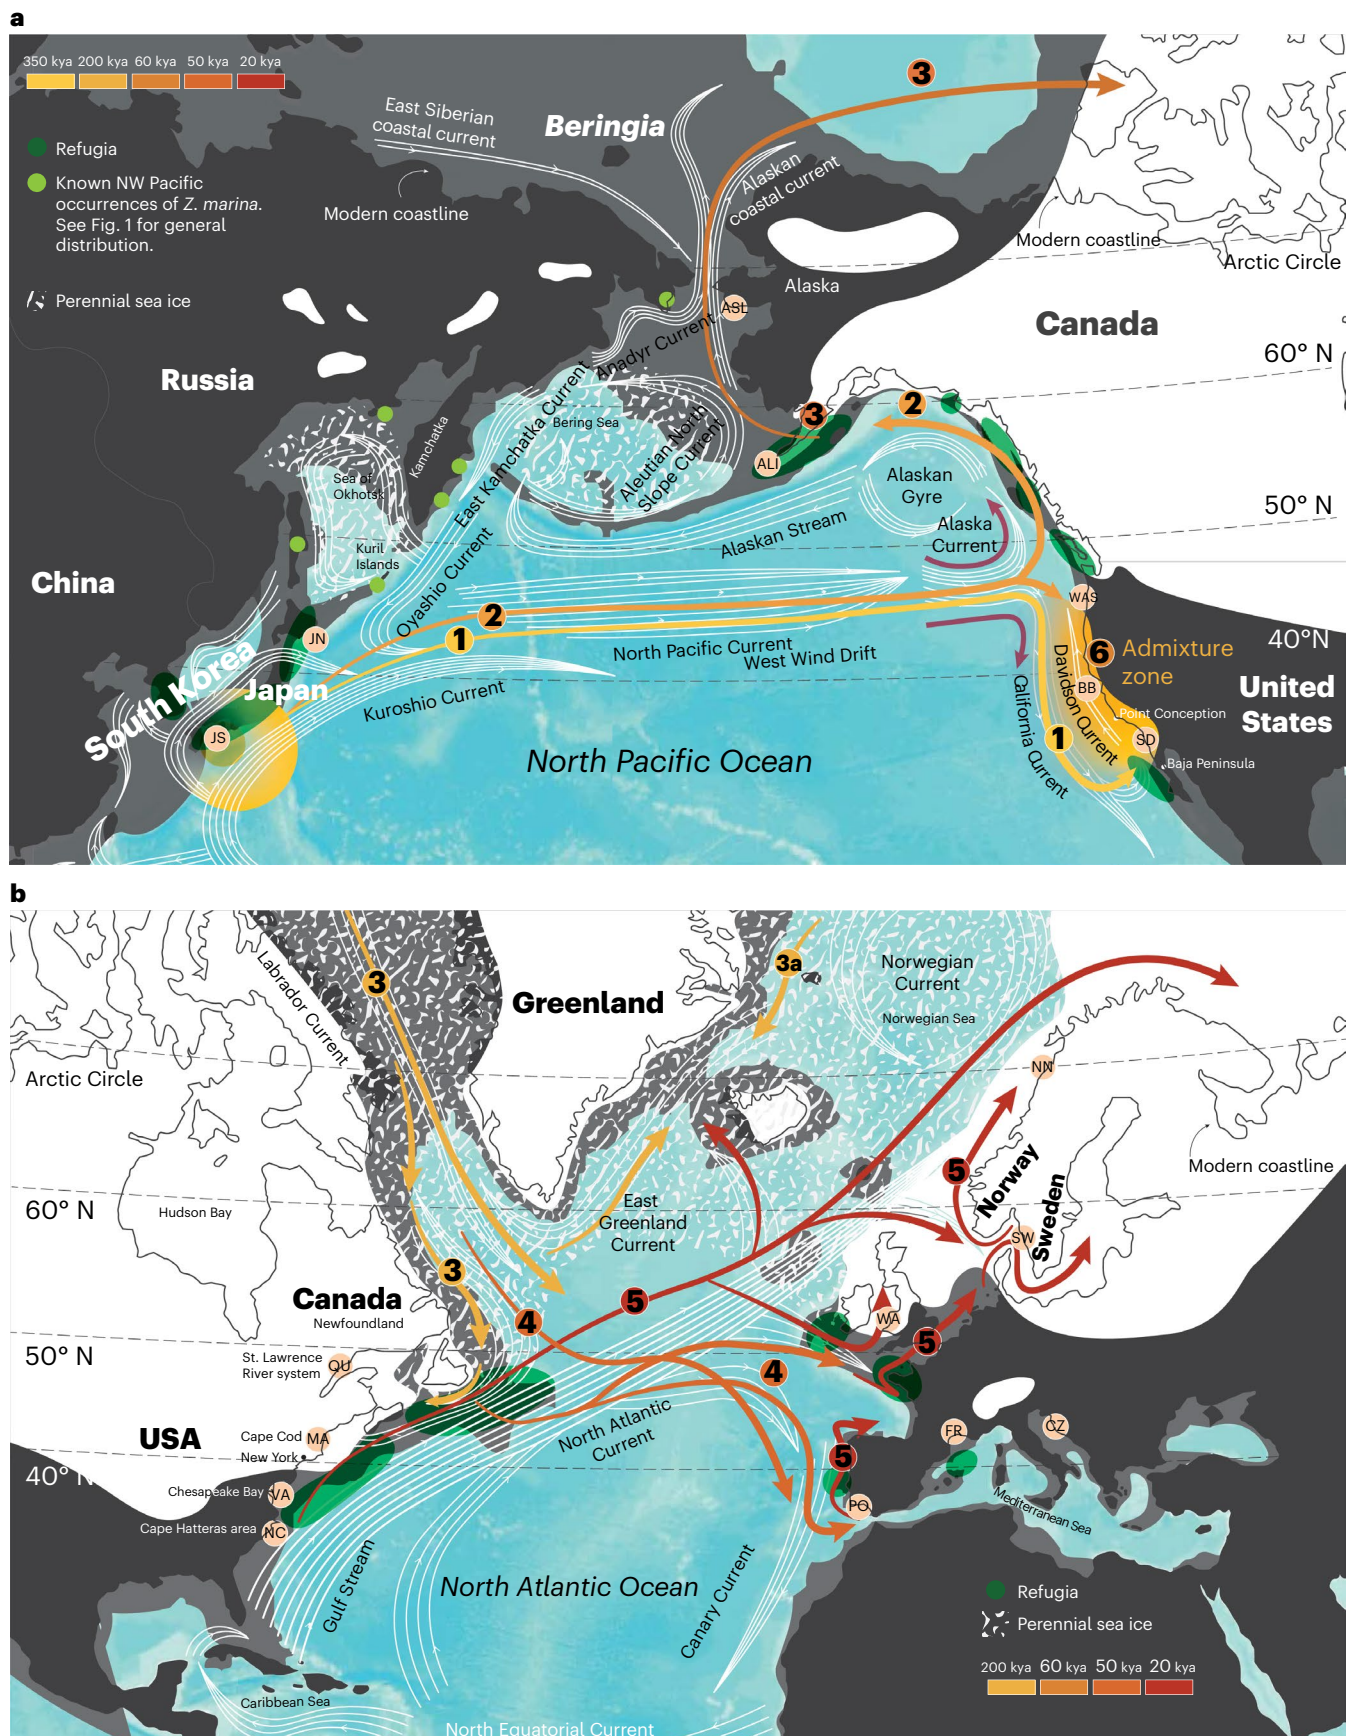 a
350 kya 200 kya 60 kya 50 kya 20 kya
Refugia
Known NW Pacific
occurrences of Z. marina.
See Fig. 1 for general
distribution.
Perennial sea ice
East Siberian
coastal current
Modern coastline
Beringia
3
Alaskan
coastal current
Modern coastline
Arctic Circle
Alaska
ASL
Canada
60° N
Anadyr Current
Russia
Kamchatka
Bering Sea
East Kamchatka Current
Aleutian North
Slope Current
3
2
ALI
Sea of
Okhotsk
Alaskan
Gyre
50° N
Alaska
Current
Alaskan Stream
Kuril
Islands
Oyashio Current
China
2
1
WAS
JN
40°N
North Pacific Current
West Wind Drift
6
Admixture
zone
South Korea
Japan
Kuroshio Current
JS
Davidson Current
California Current
BB
Point Conception
United
States
1
SD
Baja Peninsula
North Pacific Ocean
b
Labrador Current
3
Greenland
3a
Norwegian
Current
Norwegian Sea
Arctic Circle
NN
Modern coastline
5
Norway
Sweden
60° N
Hudson Bay
East
Greenland
Current
SW
3
Canada
Newfoundland
5
4
WA
5
50° N
St. Lawrence
River system
QU
4
North Atlantic
Current
USA
Cape Cod
MA
New York
FR
CZ
5
40° N
Chesapeake Bay
VA
PO
Mediterranean Sea
Cape Hatteras area
NC
Gulf Stream
North Atlantic Ocean
Canary Current
Refugia
Perennial sea ice
200 kya 60 kya 50 kya 20 kya
Caribbean Sea
North Equatorial Current